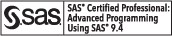 sas®
SAS® Certified Professional:
Advanced Programming
Using SAS® 9.4